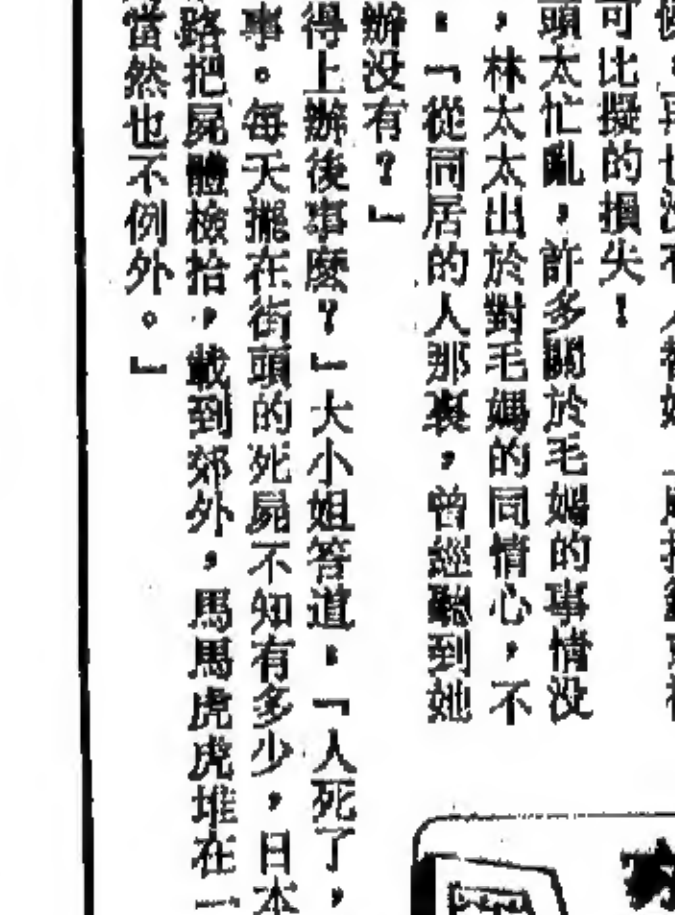 可比擬的損失！
頭太忙亂，許多關於毛媽的事情没
，林太太出於對毛媽的同情心，不
：「從同居的人那裏，曾經聽到她
辦没有？」
得上辦後事麽？」大小姐答道：「人死了，
事。每天擺在街頭的死屍不知有多少，日本
路把屍體檢拾，載到郊外，馬馬虎虎堆在一
當然也不例外。」